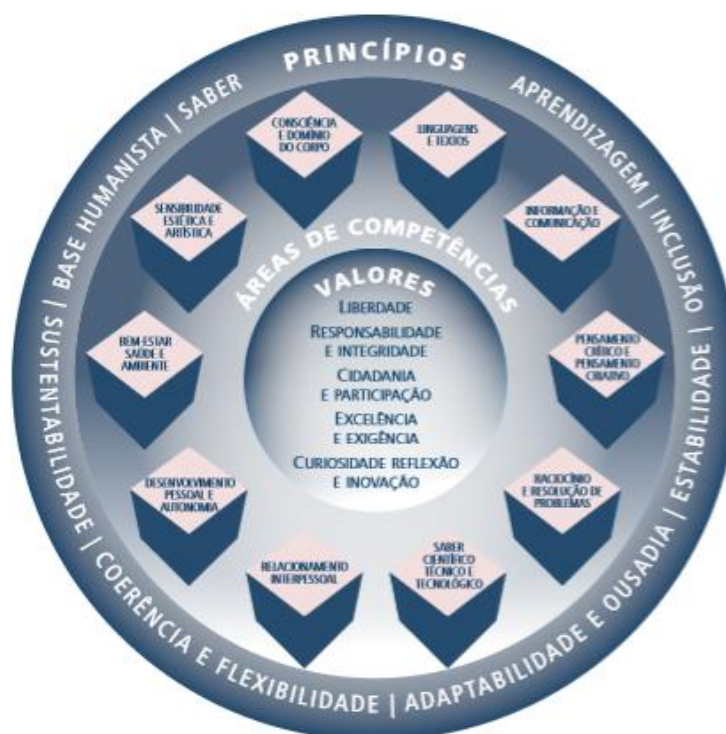 PRINCÍPIOS
BASE HUMANISTA | SABER
APRENDIZAGEM | INCLUSÃO |
SUSTENTABILIDADE |
ESTABILIDADE |
COERÊNCIA E FLEXIBILIDADE |
ADAPTABILIDADE E OUSADIA |
ÁREAS DE COMPETÊNCIAS
CONSCIÊNCIA
E DOMÍNIO
DO CORPO
LINGUAGENS
E TEXTOS
INFORMAÇÃO E
COMUNICAÇÃO
PENSAMENTO
CRÍTICO E
PENSAMENTO
CRIATIVO
RACIOCÍNIO
E RESOLUÇÃO DE
PROBLEMAS
SABER
CIENTÍFICO
TÉCNICO E
TECNOLÓGICO
RELACIONAMENTO
INTERPESSOAL
DESENVOLVIMENTO
PESSOAL E
AUTONOMIA
BEM-ESTAR
SAÚDE E
AMBIENTE
SENSIBILIDADE
ESTÉTICA E
ARTÍSTICA
VALORES
LIBERDADE
RESPONSABILIDADE
E INTEGRIDADE
CIDADANIA
E PARTICIPAÇÃO
EXCELÊNCIA
E EXIGÊNCIA
CURIOSIDADE REFLEXÃO
E INOVAÇÃO